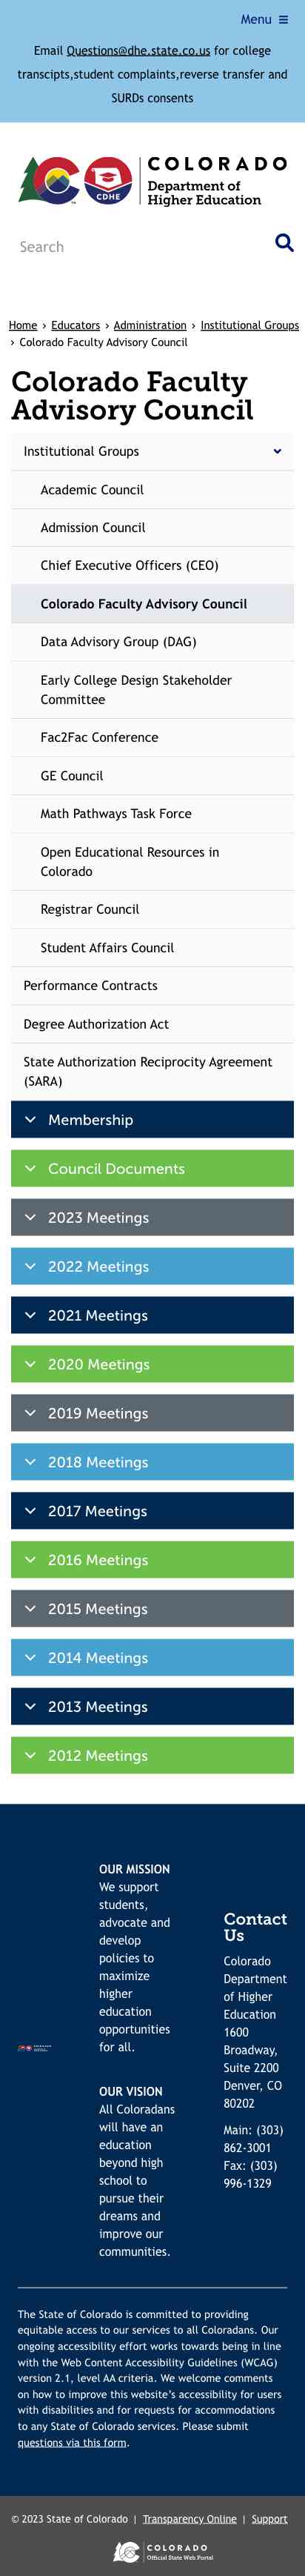 Menu
Email Questions@dhe.state.co.us for college
transcipts,student complaints,reverse transfer and
SURDs consents
CO
CDHE
COLORADO
Department of
Higher Education
Search
Home › Educators › Administration › Institutional Groups
› Colorado Faculty Advisory Council
Colorado Faculty
Advisory Council
Institutional Groups
Academic Council
Admission Council
Chief Executive Officers (CEO)
Colorado Faculty Advisory Council
Data Advisory Group (DAG)
Early College Design Stakeholder
Committee
Fac2Fac Conference
GE Council
Math Pathways Task Force
Open Educational Resources in
Colorado
Registrar Council
Student Affairs Council
Performance Contracts
Degree Authorization Act
State Authorization Reciprocity Agreement
(SARA)
Membership
Council Documents
2023 Meetings
2022 Meetings
2021 Meetings
2020 Meetings
2019 Meetings
2018 Meetings
2017 Meetings
2016 Meetings
2015 Meetings
2014 Meetings
2013 Meetings
2012 Meetings
OUR MISSION
We support
students,
advocate and
develop
policies to
maximize
higher
education
opportunities
for all.
OUR VISION
All Coloradans
will have an
education
beyond high
school to
pursue their
dreams and
improve our
communities.
Contact
Us
Colorado
Department
of Higher
Education
1600
Broadway,
Suite 2200
Denver, CO
80202
Main: (303)
862-3001
Fax: (303)
996-1329
The State of Colorado is committed to providing
equitable access to our services to all Coloradans. Our
ongoing accessibility effort works towards being in line
with the Web Content Accessibility Guidelines (WCAG)
version 2.1, level AA criteria. We welcome comments
on how to improve this website's accessibility for users
with disabilities and for requests for accommodations
to any State of Colorado services. Please submit
questions via this form.
© 2023 State of Colorado | Transparency Online | Support
COLORADO
Official State Web Portal